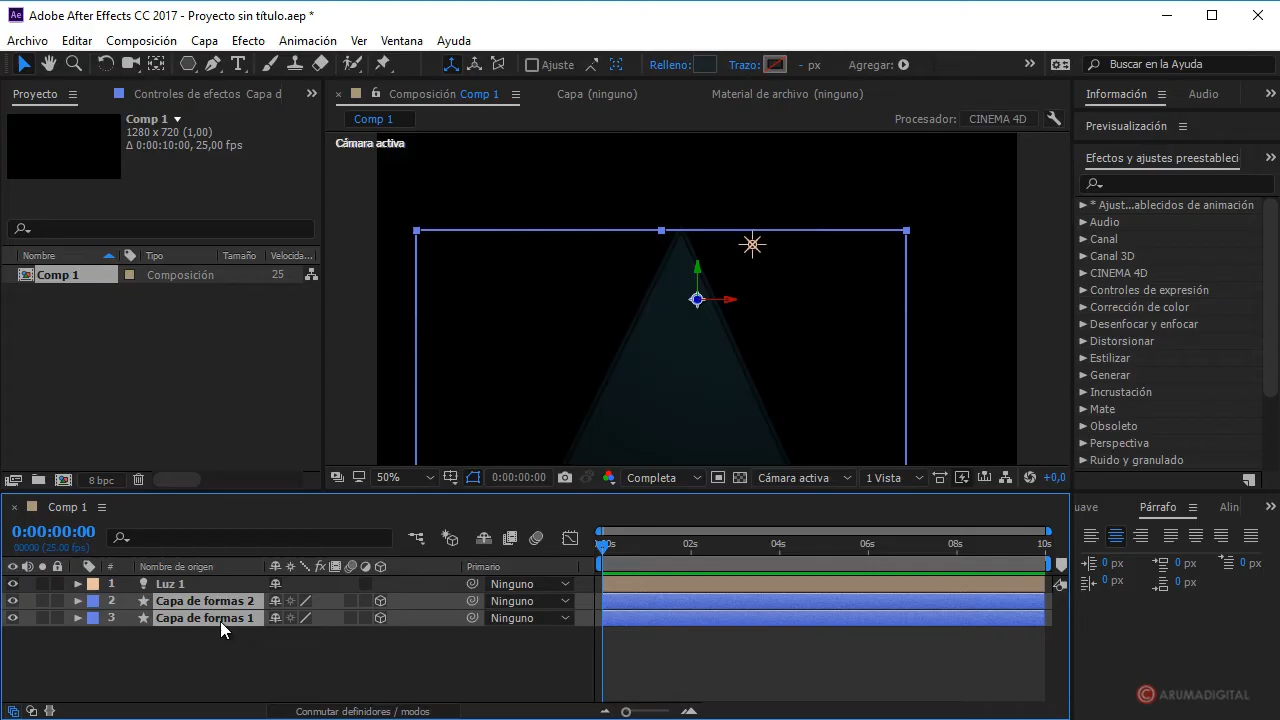 Adobe After Effects CC 2017 - Proyecto sin título.aep *
Archivo Editar Composición Capa Efecto Animación Ver Ventana Ayuda
Ajuste Relleno: Trazo: - px Agregar: Buscar en la Ayuda
Proyecto Controles de efectos Capa d Composición Comp 1 Capa (ninguno) Material de archivo (ninguno) Información Audio
Comp 1 Procesador: CINEMA 4D
Comp 1
1280 x 720 (1,00)
Δ 0:00:10:00, 25,00 fps
Cámara activa
Previsualización
Efectos y ajustes preestableci
* Ajust...ablecidos de animación
Audio
Canal
Canal 3D
CINEMA 4D
Controles de expresión
Corrección de color
Desenfocar y enfocar
Distorsionar
Estilizar
Generar
Incrustación
Mate
Obsoleto
Perspectiva
Ruido y granulado
Nombre Tipo Tamaño Velocida...
Comp 1 Composición 25
8 bpc
50% 0:00:00:00 Completa Cámara activa 1 Vista +0,0
Comp 1
0:00:00:00
00000 (25.00 fps)
Nombre de origen Primario
1 Luz 1 Ninguno
2 Capa de formas 2 Ninguno
3 Capa de formas 1 Ninguno
02s 04s 06s 08s 10s
Conmutar definidores / modos
uave Párrafo Alin
0 px 0 px 0 px
0 px 0 px
ARUMADIGITAL